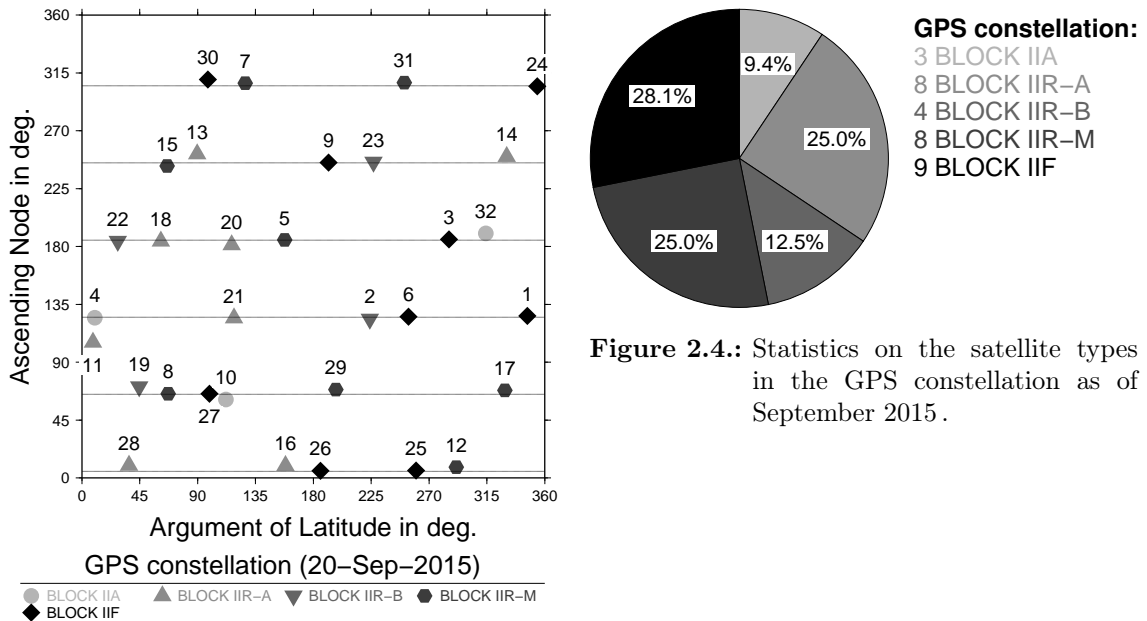 360
315
270
225
180
135
90
45
0
Ascending Node in deg.
30 7 31 24
15 13 9 23 14
22 18 20 5 3 32
4 21 2 6 1
11 19 8 10 29 17
27
28 16 26 25 12
0 45 90 135 180 225 270 315 360
Argument of Latitude in deg.
GPS constellation (20−Sep−2015)
BLOCK IIA BLOCK IIR−A BLOCK IIR−B BLOCK IIR−M
BLOCK IIF
9.4%
28.1%
25.0%
25.0%
12.5%
GPS constellation:
3 BLOCK IIA
8 BLOCK IIR−A
4 BLOCK IIR−B
8 BLOCK IIR−M
9 BLOCK IIF
Figure 2.4.: Statistics on the satellite types
in the GPS constellation as of
September 2015.